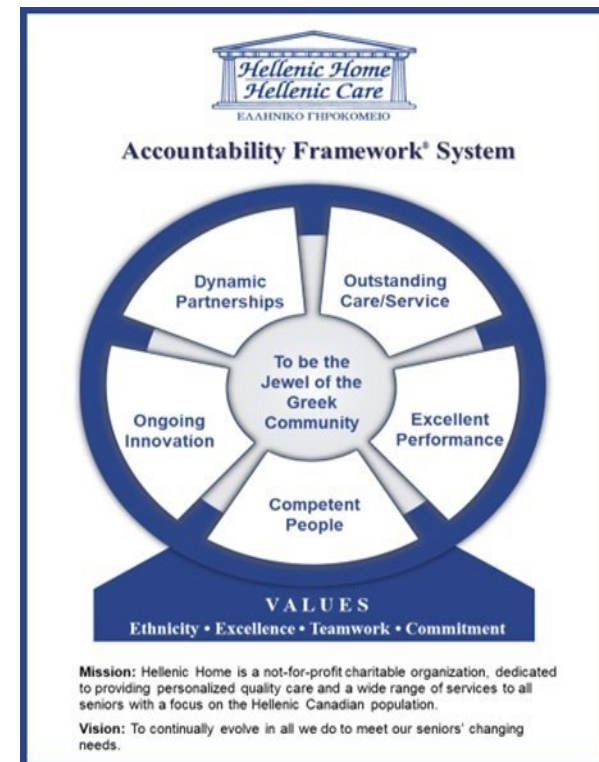 Hellenic Home
Hellenic Care
ΕΛΛΗΝΙΚΟ ΓΗΡΟΚΟΜΕΙΟ
Accountability Framework® System
Dynamic
Partnerships
Outstanding
Care/Service
To be the
Jewel of the
Greek
Community
Ongoing
Innovation
Excellent
Performance
Competent
People
VALUES
Ethnicity • Excellence • Teamwork • Commitment
Mission: Hellenic Home is a not-for-profit charitable organization, dedicated
to providing personalized quality care and a wide range of services to all
seniors with a focus on the Hellenic Canadian population.
Vision: To continually evolve in all we do to meet our seniors' changing
needs.